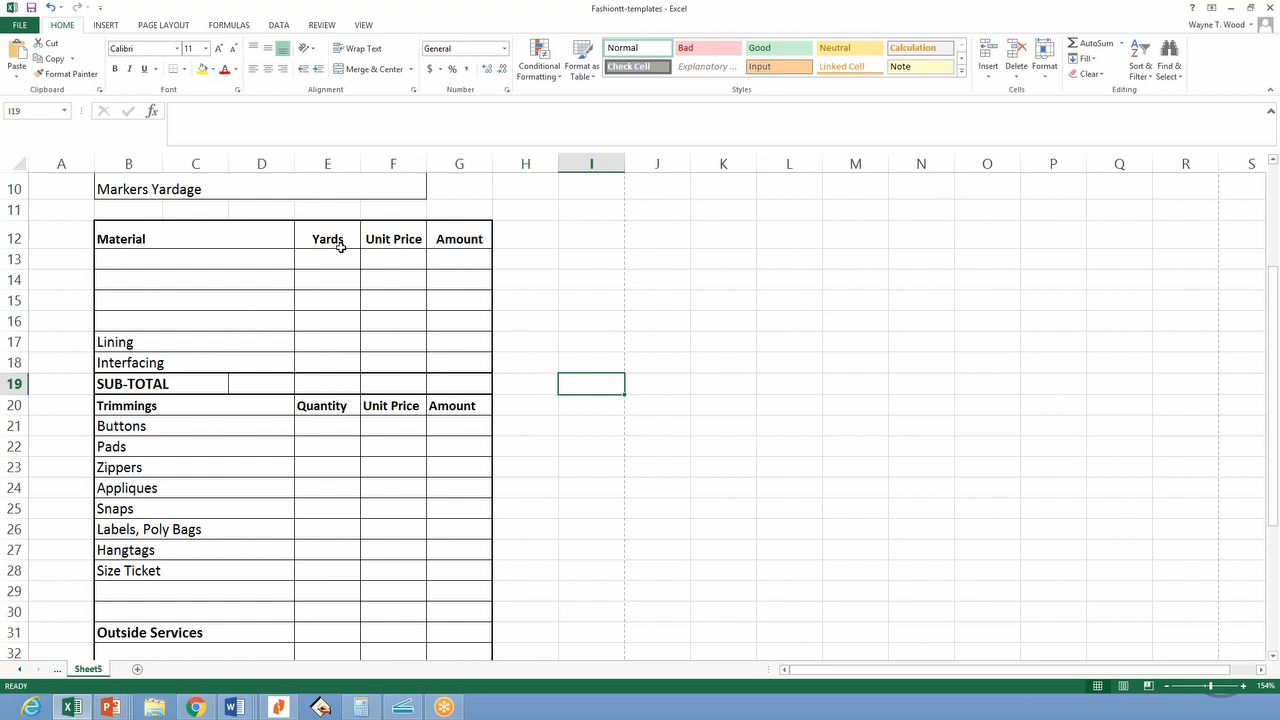 Fashiontt-templates - Excel
FILE HOME INSERT PAGE LAYOUT FORMULAS DATA REVIEW VIEW Wayne T. Wood
Cut
Copy
Format Painter
Paste
Clipboard
Calibri 11
B I U
Font
Wrap Text
Merge & Center
Alignment
General
$ % ,
Number
Conditional Formatting
Format as Table
Normal Bad Good Neutral Calculation
Check Cell Explanatory ... Input Linked Cell Note
Styles
Insert Delete Format
Cells
AutoSum
Fill
Clear
Sort & Filter
Find & Select
Editing
I19 fx
A B C D E F G H I J K L M N O P Q R S
10 Markers Yardage
11
12 Material Yards Unit Price Amount
13
14
15
16
17 Lining
18 Interfacing
19 SUB-TOTAL
20 Trimmings Quantity Unit Price Amount
21 Buttons
22 Pads
23 Zippers
24 Appliques
25 Snaps
26 Labels, Poly Bags
27 Hangtags
28 Size Ticket
29
30
31 Outside Services
32
... Sheet5
READY 154%